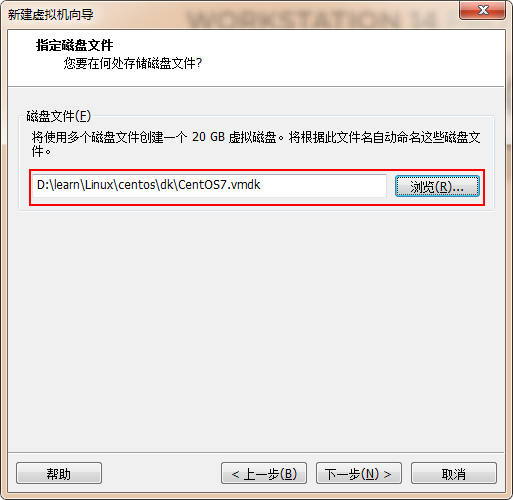 新建虚拟机向导
WORKSTATION 14
指定磁盘文件
您要在何处存储磁盘文件?
磁盘文件(F)
将使用多个磁盘文件创建一个 20 GB 虚拟磁盘。将根据此文件名自动命名这些磁盘文
件。
D:\learn\Linux\centos\dk\CentOS7.vmdk
浏览(R)...
帮助
< 上一步(B)
下一步(N) >
取消